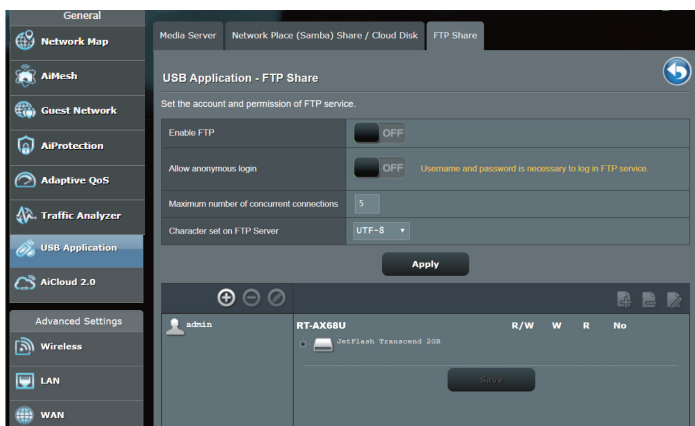 General
Network Map
AiMesh
Guest Network
AiProtection
Adaptive QoS
Traffic Analyzer
USB Application
AiCloud 2.0
Advanced Settings
Wireless
LAN
WAN
Media Server
Network Place (Samba) Share / Cloud Disk
FTP Share
USB Application - FTP Share
Set the account and permission of FTP service.
Enable FTP OFF
Allow anonymous login OFF Username and password is necessary to log in FTP service.
Maximum number of concurrent connections 5
Character set on FTP Server UTF-8
Apply
admin
RT-AX68U R/W W R No
JetFlash Transcend 2GB
Save